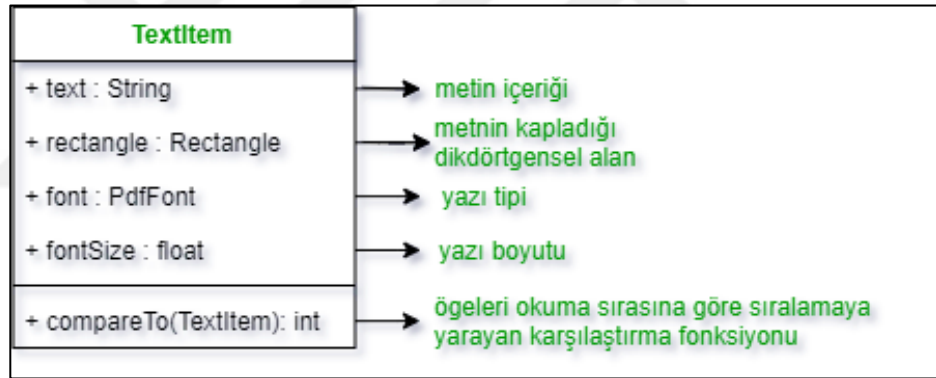 TextItem
+ text : String
metin içeriği
+ rectangle : Rectangle
metnin kapladığı
dikdörtgensel alan
+ font : PdfFont
yazı tipi
+ fontSize : float
yazı boyutu
+ compareTo(TextItem): int
ögeleri okuma sırasına göre sıralamaya
yarayan karşılaştırma fonksiyonu